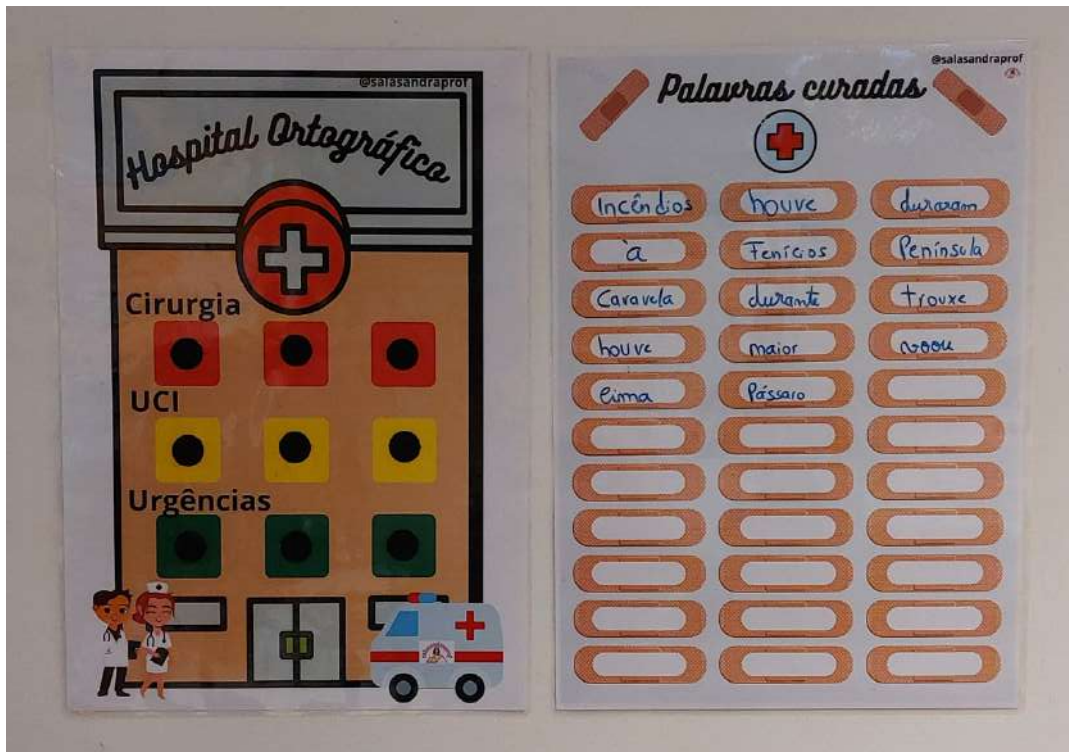 @salasandraprof
Hospital Ortográfico
Cirurgia
UCI
Urgências
@salasandraprof
Palavras curadas
Incêndios houve duraram
à Fenícios Península
Caravela durante trouxe
houve maior voou
cima Pássaro